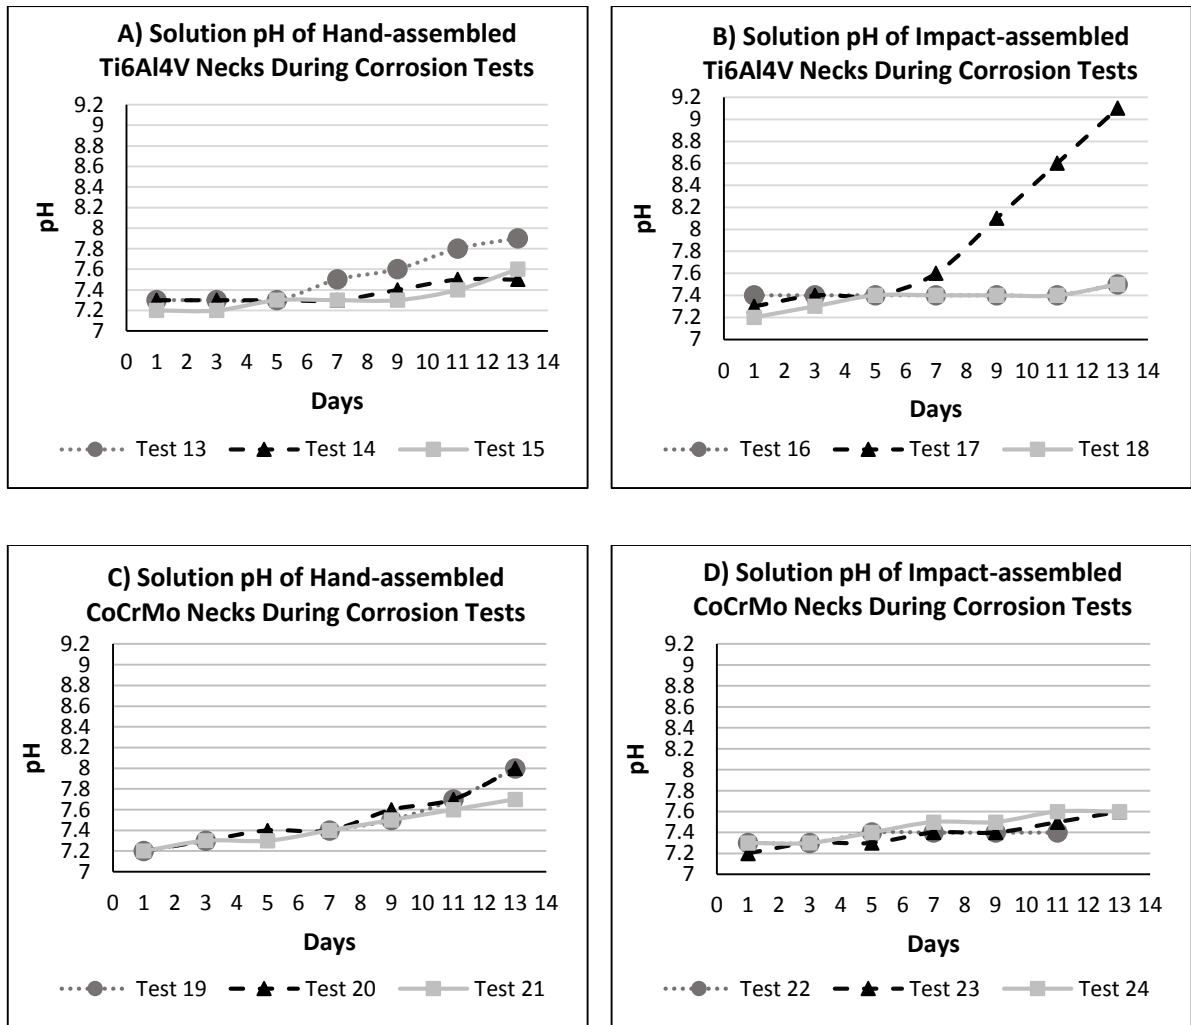 A) Solution pH of Hand-assembled
Ti6Al4V Necks During Corrosion Tests
9.2
9
8.8
8.6
8.4
8.2
8
7.8
7.6
7.4
7.2
7
pH
0 1 2 3 4 5 6 7 8 9 10 11 12 13 14
Days
Test 13 Test 14 Test 15
B) Solution pH of Impact-assembled
Ti6Al4V Necks During Corrosion Tests
9.2
9
8.8
8.6
8.4
8.2
8
7.8
7.6
7.4
7.2
7
pH
0 1 2 3 4 5 6 7 8 9 10 11 12 13 14
Days
Test 16 Test 17 Test 18
C) Solution pH of Hand-assembled
CoCrMo Necks During Corrosion Tests
9.2
9
8.8
8.6
8.4
8.2
8
7.8
7.6
7.4
7.2
7
pH
0 1 2 3 4 5 6 7 8 9 10 11 12 13 14
Days
Test 19 Test 20 Test 21
D) Solution pH of Impact-assembled
CoCrMo Necks During Corrosion Tests
9.2
9
8.8
8.6
8.4
8.2
8
7.8
7.6
7.4
7.2
7
pH
0 1 2 3 4 5 6 7 8 9 10 11 12 13 14
Days
Test 22 Test 23 Test 24